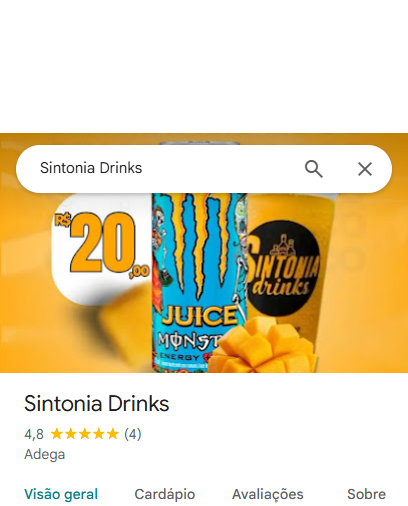 Sintonia Drinks
R$
20
,00
SINTONIA
drinks
JUICE
MONST
ENERGY
Sintonia Drinks
4,8 (4)
Adega
Visão geral Cardápio Avaliações Sobre